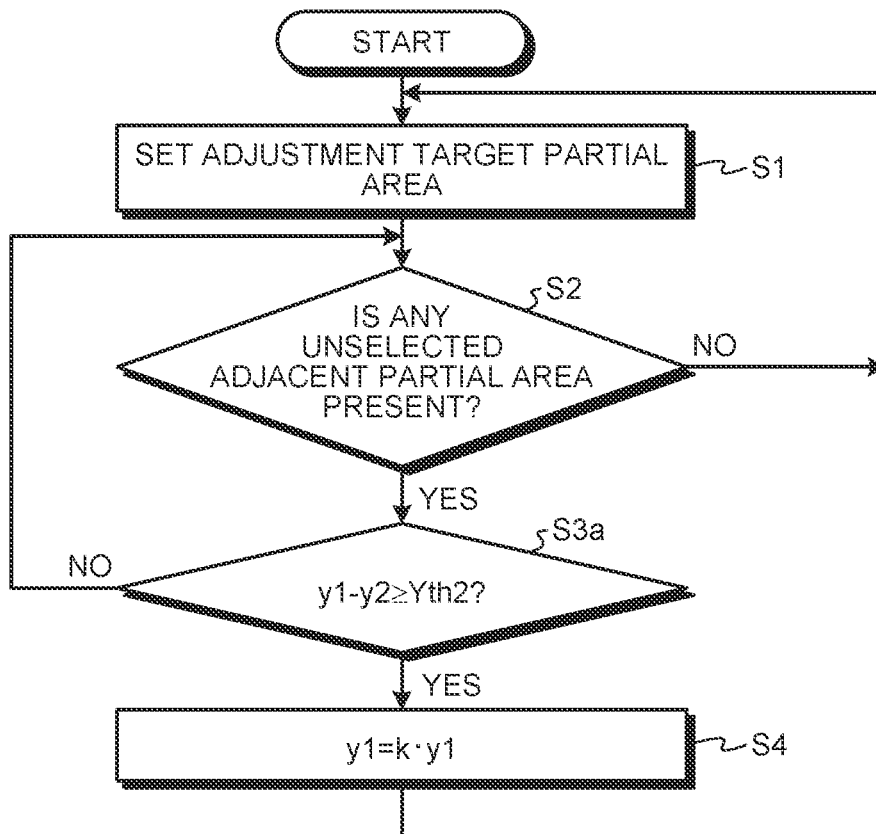 START
SET ADJUSTMENT TARGET PARTIAL
AREA
S1
S2
IS ANY
UNSELECTED
ADJACENT PARTIAL AREA
PRESENT?
NO
YES
S3a
NO
y1-y2≥Yth2?
YES
y1=k·y1
S4